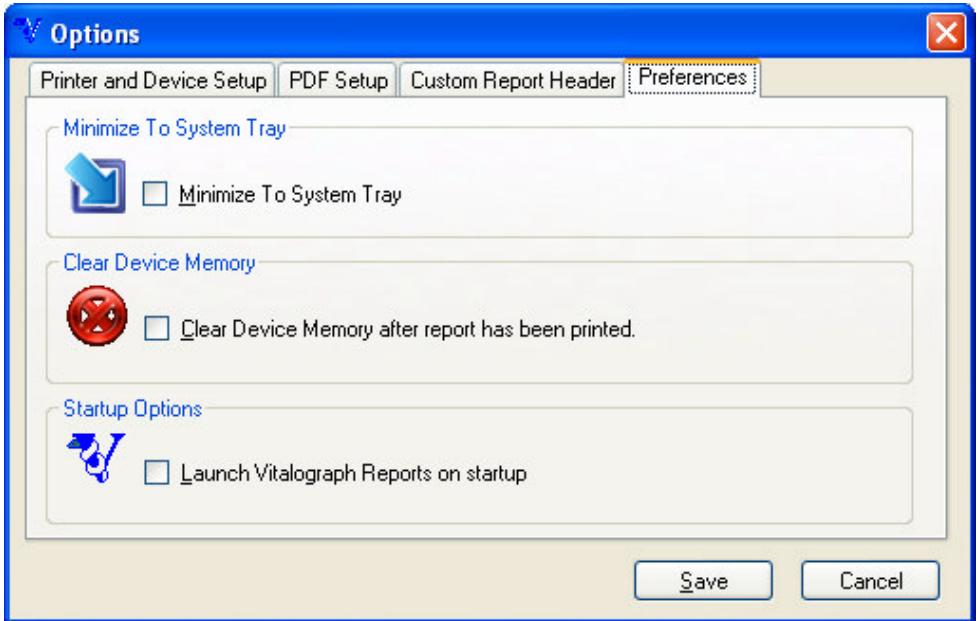 Options
Printer and Device Setup PDF Setup Custom Report Header Preferences
Minimize To System Tray
Minimize To System Tray
Clear Device Memory
Clear Device Memory after report has been printed.
Startup Options
Launch Vitalograph Reports on startup
Save Cancel